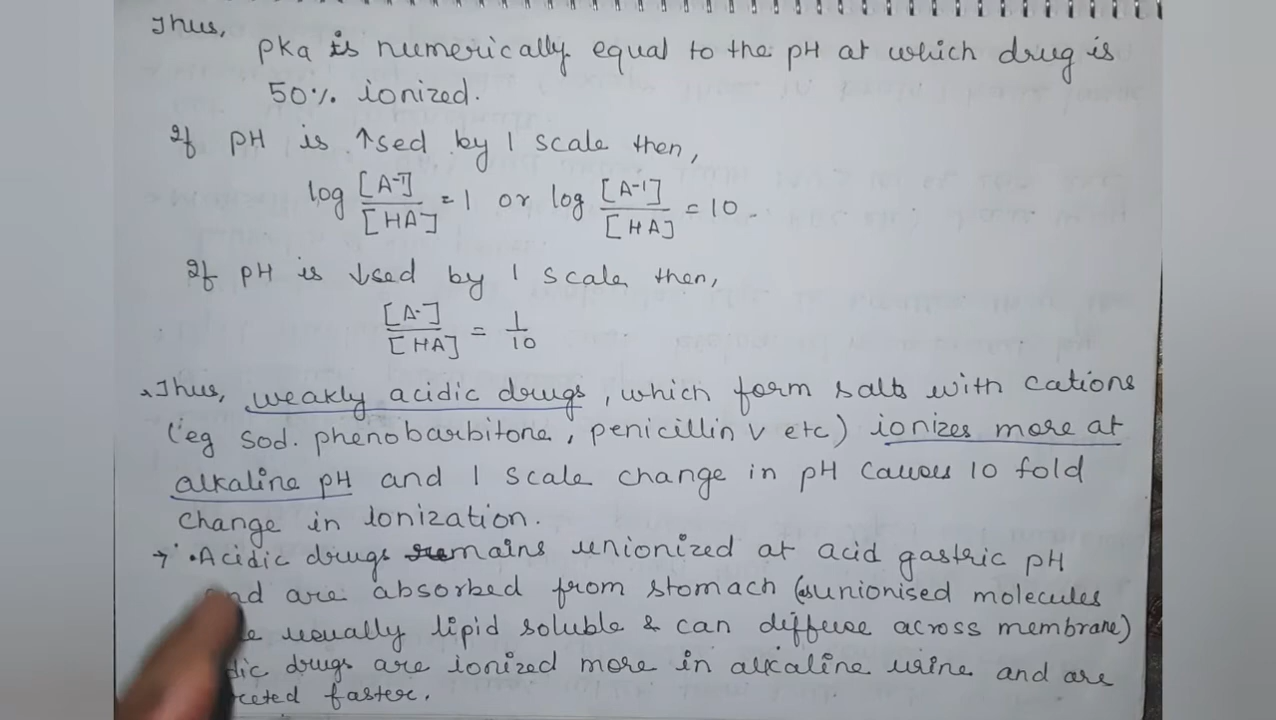 Thus,
pKa is numerically equal to the pH at which drug is
50% ionized.
If pH is ↑sed by 1 scale then,
log [A-1]/[HA] = 1 or log [A-1]/[HA] = 10
If pH is ↓sed by 1 scale then,
[A-]/[HA] = 1/10
Thus, weakly acidic drugs, which form salts with cations
(eg sod. phenobarbitone, penicillin V etc) ionizes more at
alkaline pH and 1 scale change in pH causes 10 fold
change in ionization.
→ • Acidic drugs remains unionized at acid gastric pH
are absorbed from stomach (as unionised molecules
usually lipid soluble & can diffuse across membrane)
drugs are ionized more in alkaline urine and are
faster.